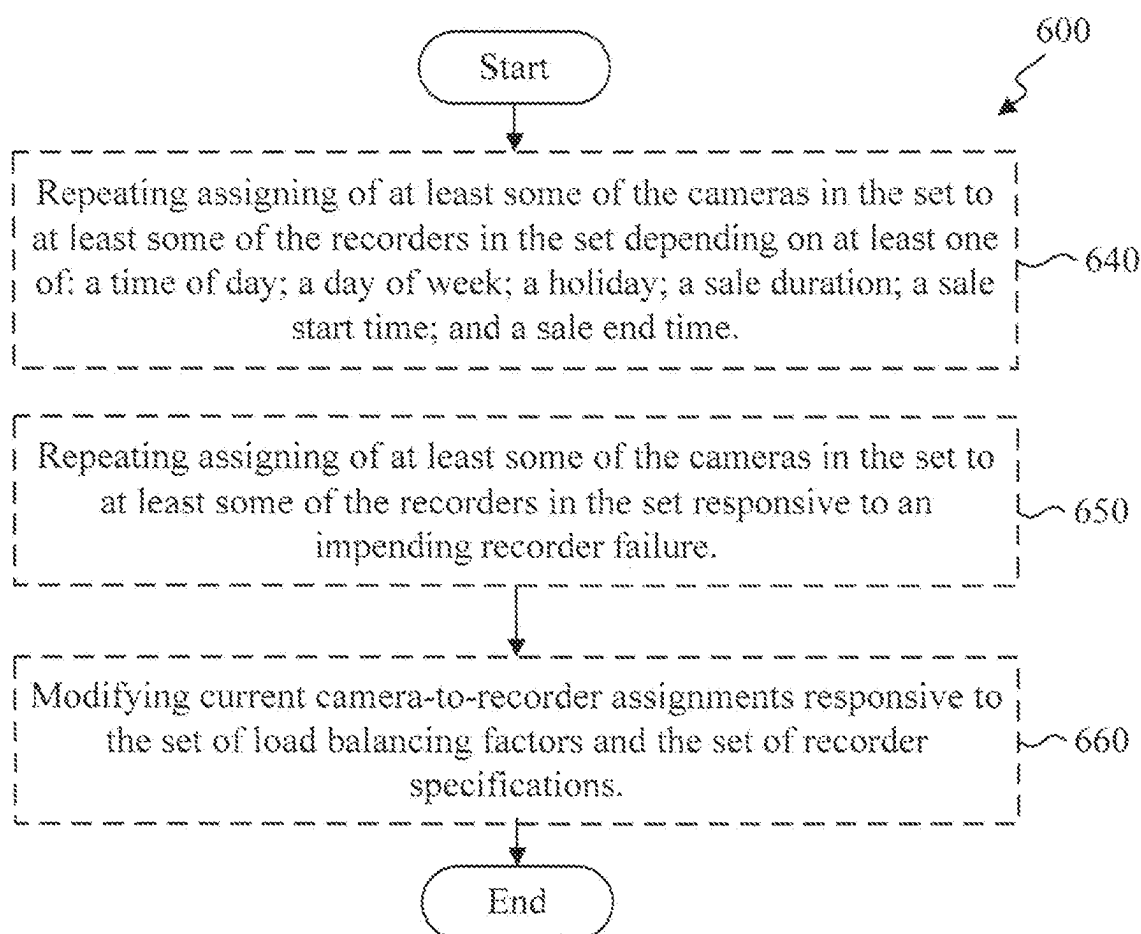 600
Start
Repeating assigning of at least some of the cameras in the set to
at least some of the recorders in the set depending on at least one
of: a time of day; a day of week; a holiday; a sale duration; a sale
start time; and a sale end time.
640
Repeating assigning of at least some of the cameras in the set to
at least some of the recorders in the set responsive to an
impending recorder failure.
650
Modifying current camera-to-recorder assignments responsive to
the set of load balancing factors and the set of recorder
specifications.
660
End